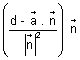 ( (d - a⃗ . n⃗) / |n⃗|² ) n⃗